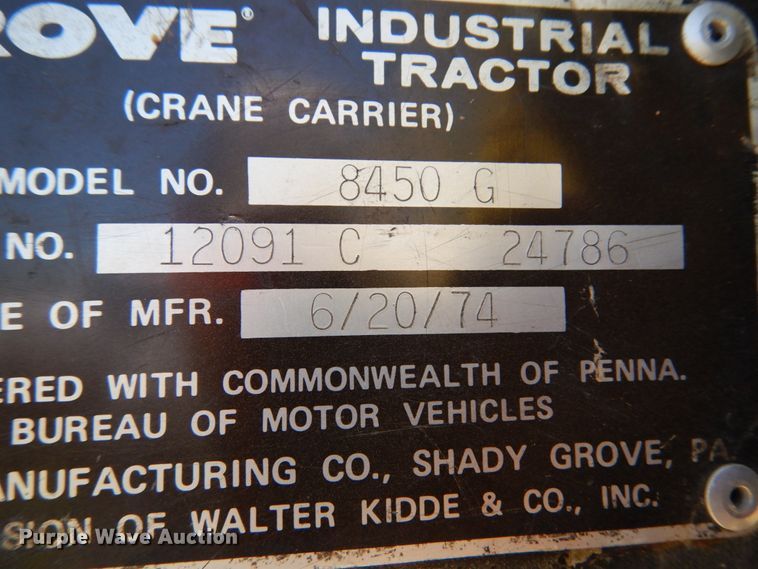 ROVE® INDUSTRIAL
TRACTOR
(CRANE CARRIER)
MODEL NO. 8450 G
NO. 12091 C 24786
E OF MFR. 6/20/74
ERED WITH COMMONWEALTH OF PENNA.
BUREAU OF MOTOR VEHICLES
ANUFACTURING CO., SHADY GROVE, PA
SION OF WALTER KIDDE & CO., INC.
Purple Wave Auction